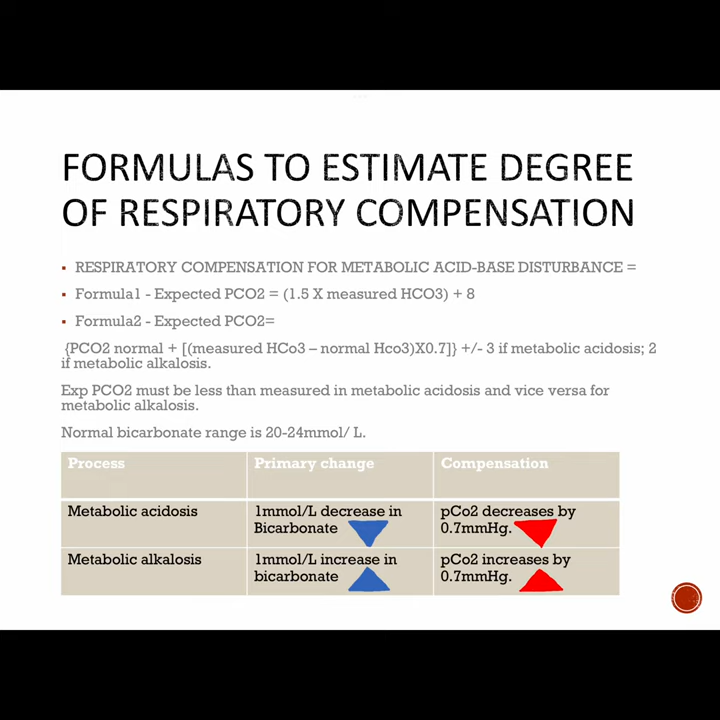 FORMULAS TO ESTIMATE DEGREE
OF RESPIRATORY COMPENSATION
▪ RESPIRATORY COMPENSATION FOR METABOLIC ACID-BASE DISTURBANCE =
▪ Formula1 - Expected PCO2 = (1.5 X measured HCO3) + 8
▪ Formula2 - Expected PCO2=
{PCO2 normal + [(measured HCo3 – normal Hco3)X0.7]} +/- 3 if metabolic acidosis; 2
if metabolic alkalosis.
Exp PCO2 must be less than measured in metabolic acidosis and vice versa for
metabolic alkalosis.
Normal bicarbonate range is 20-24mmol/ L.
Process Primary change Compensation
Metabolic acidosis 1mmol/L decrease in pCo2 decreases by
Bicarbonate 0.7mmHg.
Metabolic alkalosis 1mmol/L increase in pCo2 increases by
bicarbonate 0.7mmHg.